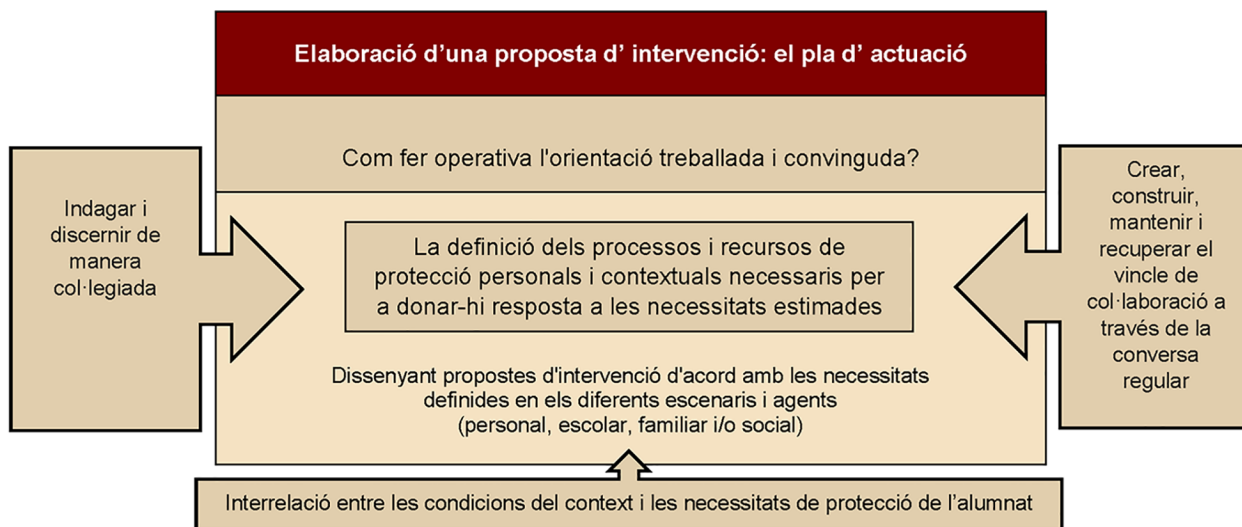 Elaboració d’una proposta d’ intervenció: el pla d’ actuació
Com fer operativa l'orientació treballada i convinguda?
Indagar i
discernir de
manera
col·legiada
La definició dels processos i recursos de
protecció personals i contextuals necessaris per
a donar-hi resposta a les necessitats estimades
Dissenyant propostes d'intervenció d'acord amb les necessitats
definides en els diferents escenaris i agents
(personal, escolar, familiar i/o social)
Crear,
construir,
mantenir i
recuperar el
vincle de
col·laboració a
través de la
conversa
regular
Interrelació entre les condicions del context i les necessitats de protecció de l’alumnat